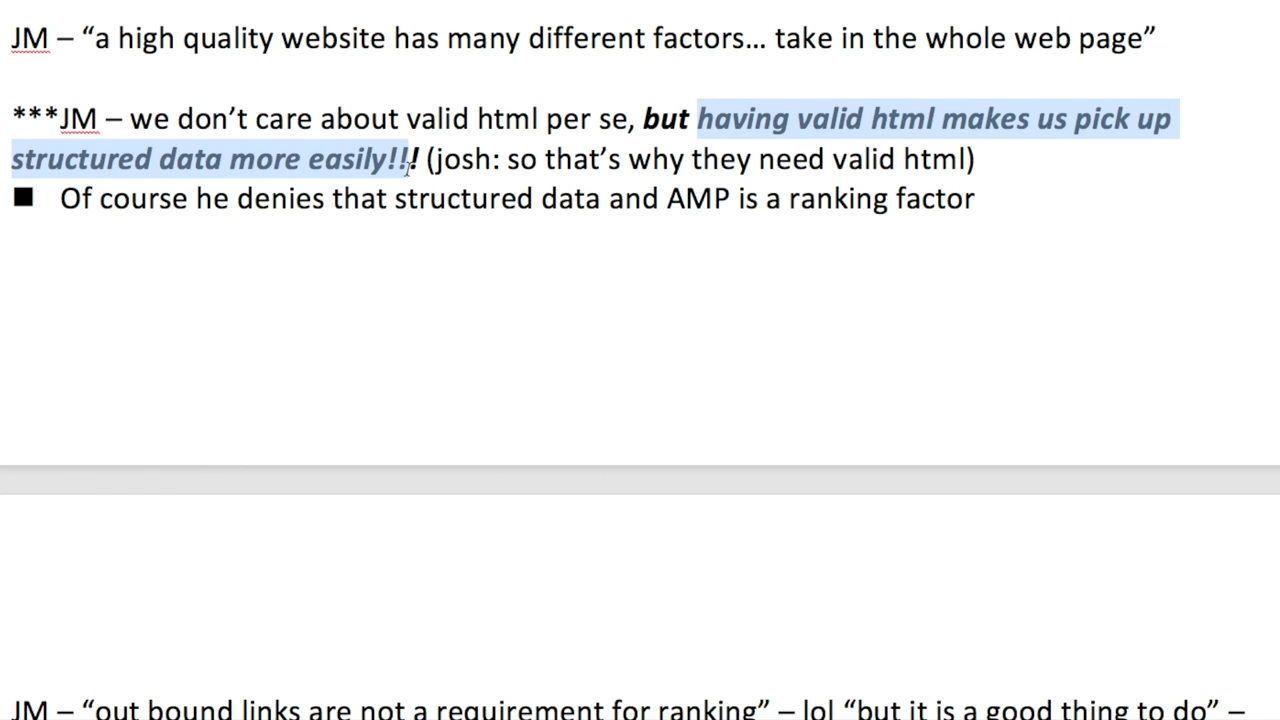 JM – “a high quality website has many different factors… take in the whole web page”
***JM – we don’t care about valid html per se, but having valid html makes us pick up
structured data more easily!!! (josh: so that’s why they need valid html)
■ Of course he denies that structured data and AMP is a ranking factor
JM – “out bound links are not a requirement for ranking” – lol “but it is a good thing to do” –